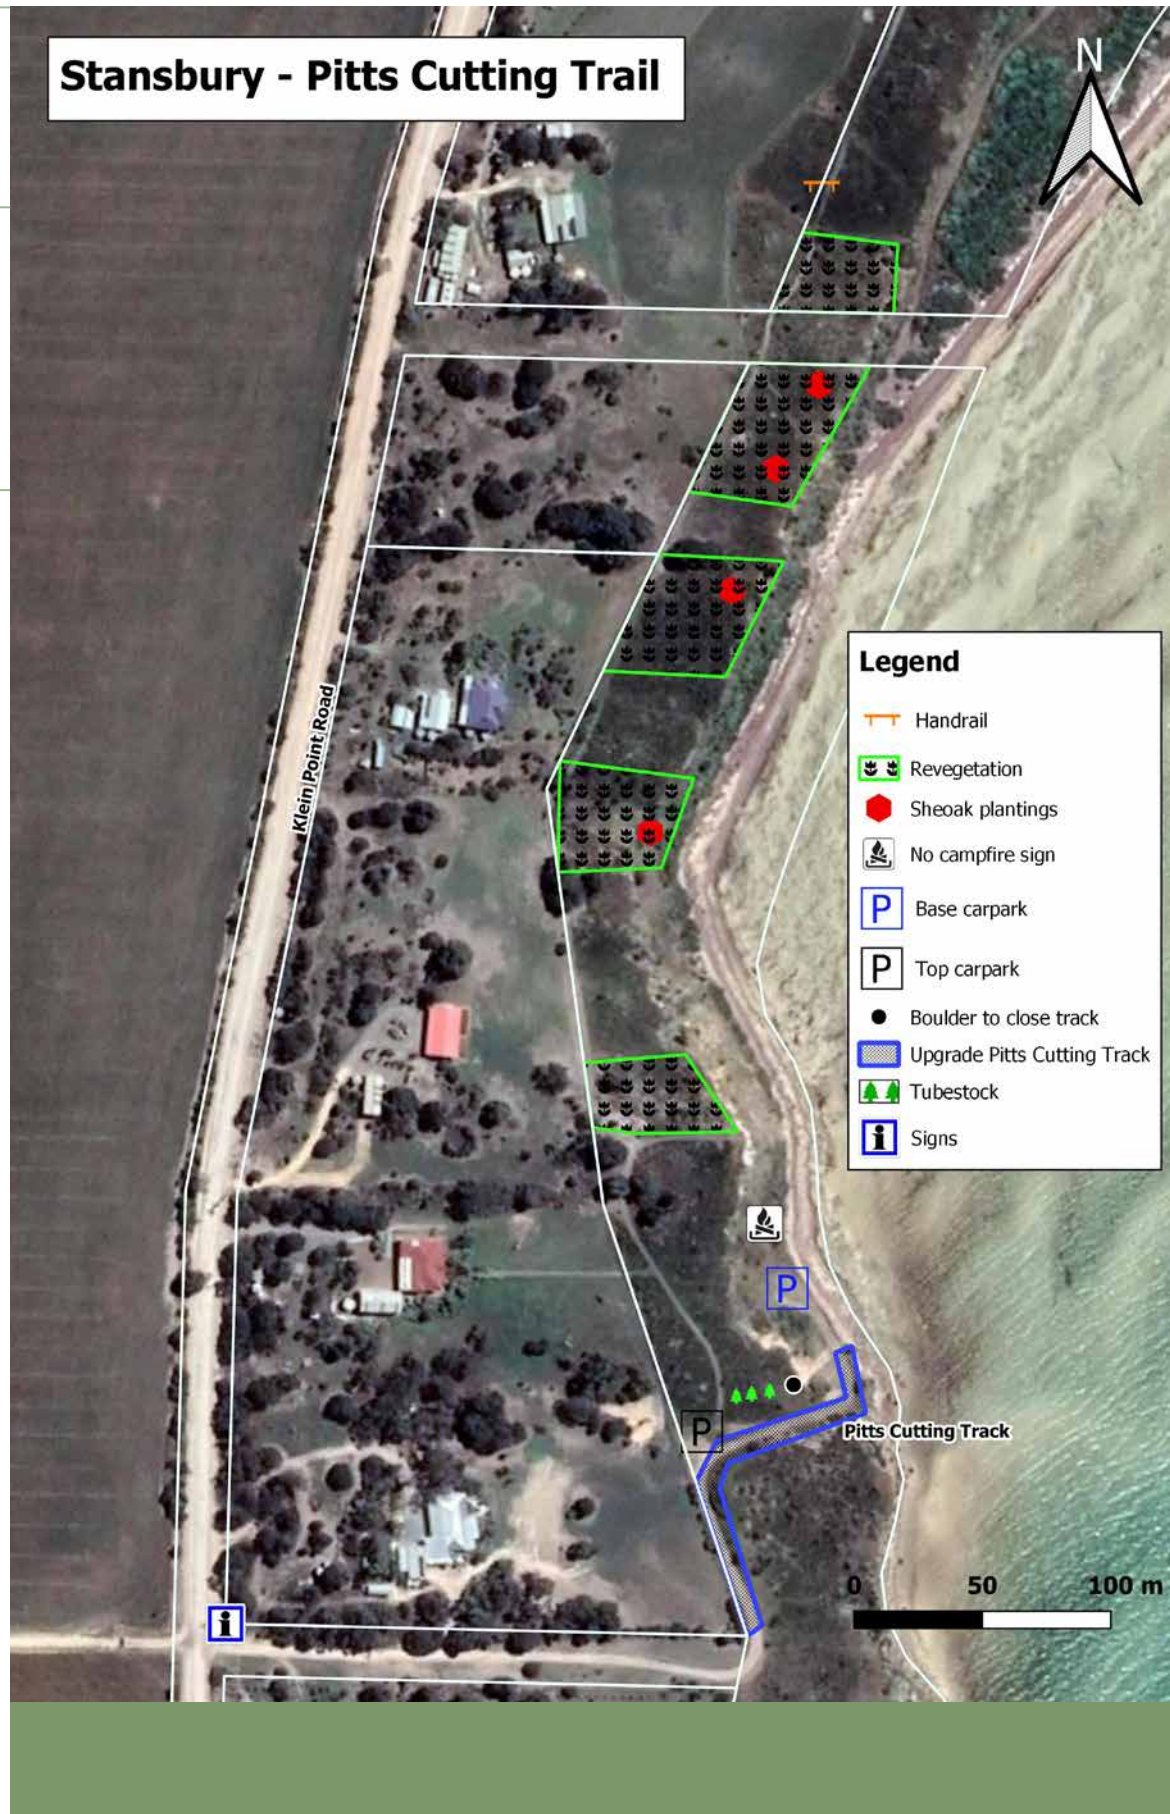 Stansbury - Pitts Cutting Trail
N
Klein Point Road
Legend
Handrail
Revegetation
Sheoak plantings
No campfire sign
P Base carpark
P Top carpark
Boulder to close track
Upgrade Pitts Cutting Track
Tubestock
i Signs
P
P
Pitts Cutting Track
i
0 50 100 m